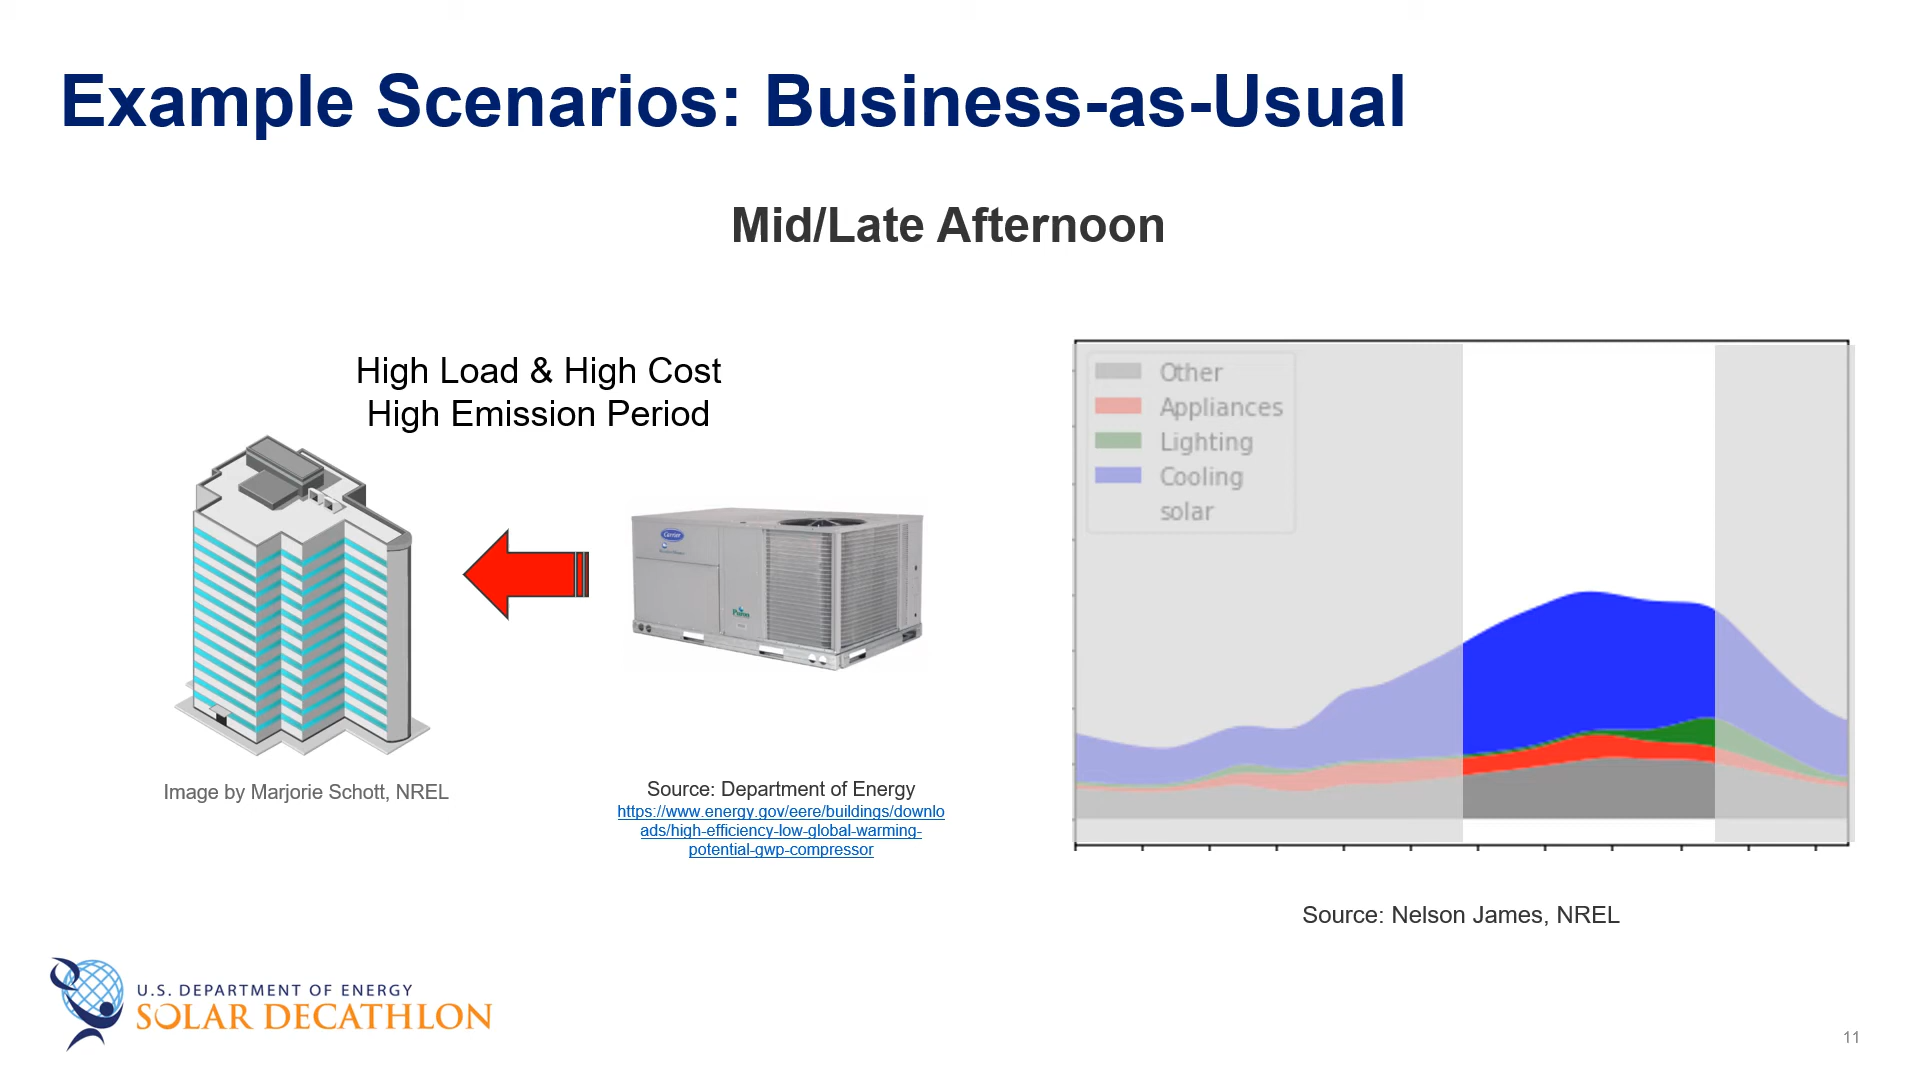 Example Scenarios: Business-as-Usual
Mid/Late Afternoon
High Load & High Cost
High Emission Period
Carrier
Puron
Image by Marjorie Schott, NREL
Source: Department of Energy
https://www.energy.gov/eere/buildings/downlo
ads/high-efficiency-low-global-warming-
potential-gwp-compressor
Other
Appliances
Lighting
Cooling
solar
Source: Nelson James, NREL
U.S. DEPARTMENT OF ENERGY
SOLAR DECATHLON
11